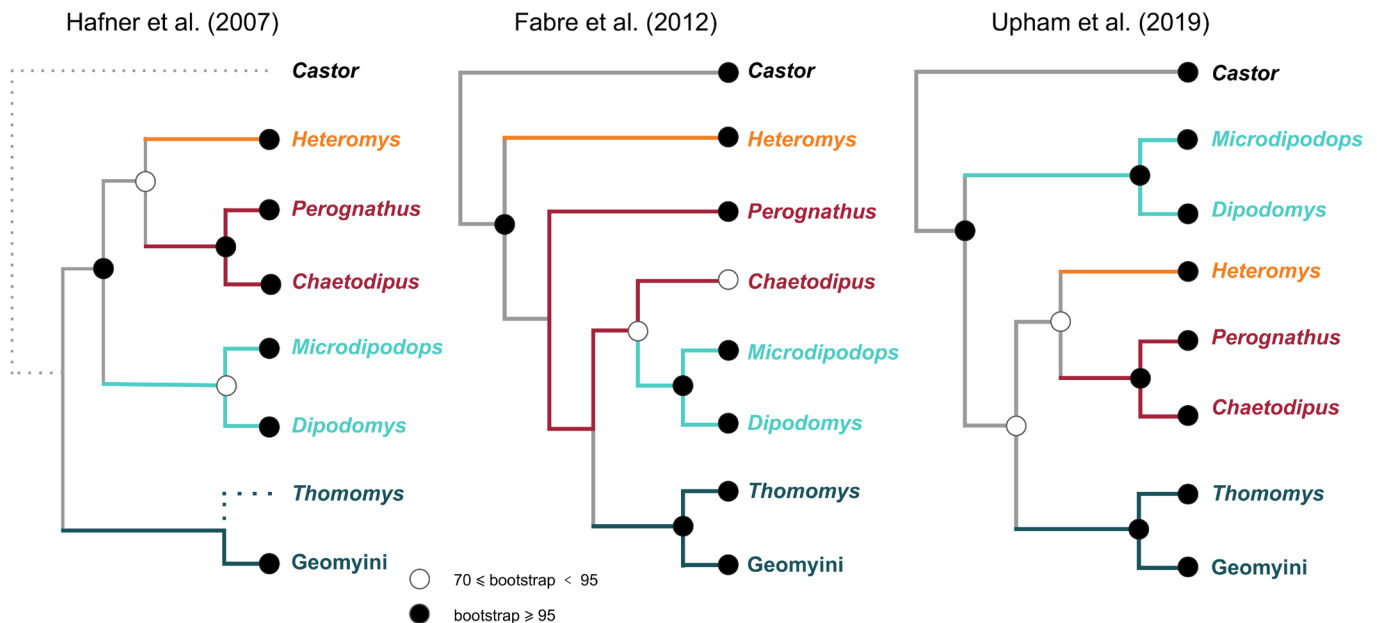 Hafner et al. (2007)
Castor
Heteromys
Perognathus
Chaetodipus
Microdipodops
Dipodomys
Thomomys
Geomyini
Fabre et al. (2012)
Castor
Heteromys
Perognathus
Chaetodipus
Microdipodops
Dipodomys
Thomomys
Geomyini
Upham et al. (2019)
Castor
Microdipodops
Dipodomys
Heteromys
Perognathus
Chaetodipus
Thomomys
Geomyini
70 ⩽ bootstrap < 95
bootstrap ⩾ 95